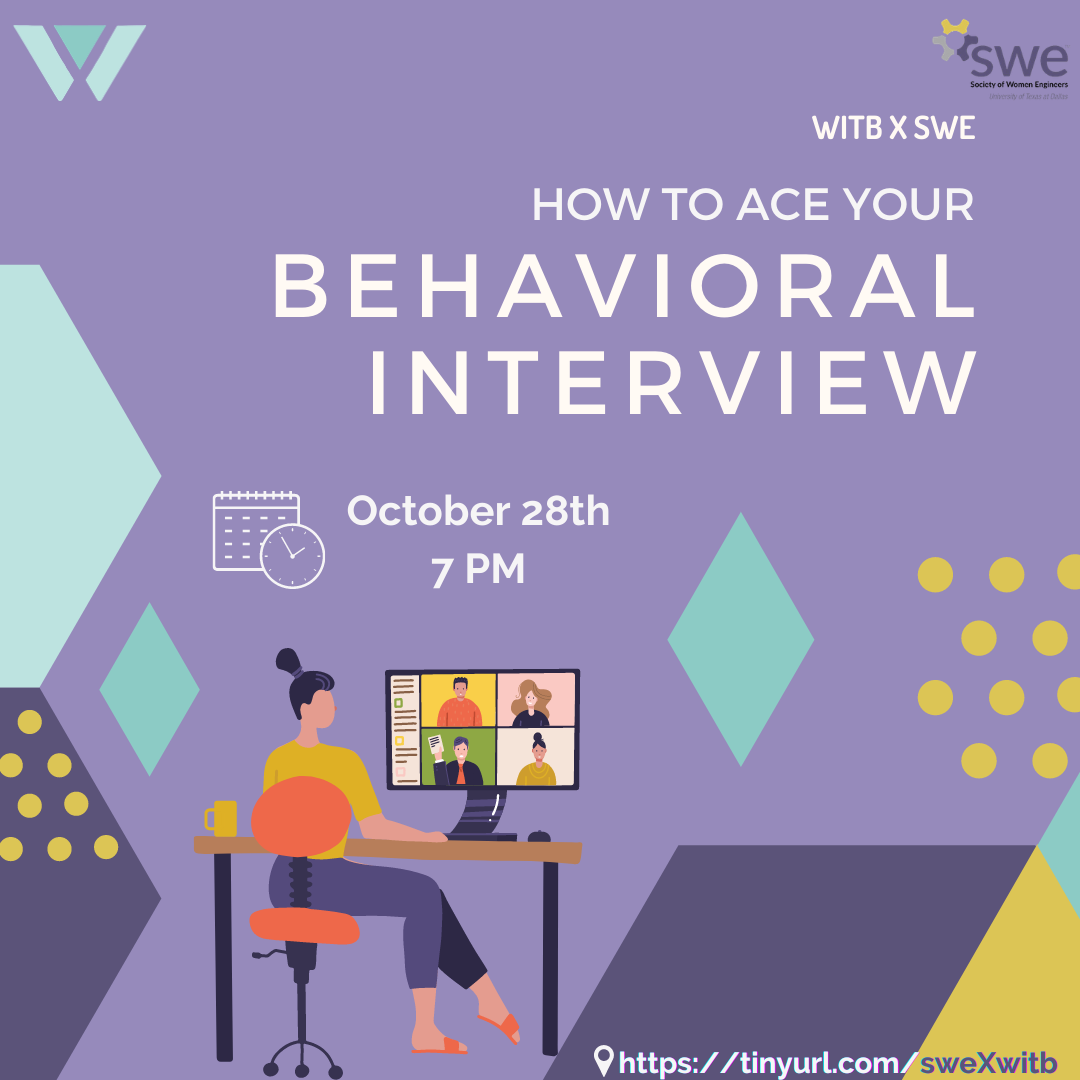 swe
Society of Women Engineers
University of Texas at Dallas
WITB X SWE
HOW TO ACE YOUR
BEHAVIORAL
INTERVIEW
October 28th
7 PM
https://tinyurl.com/sweXwitb